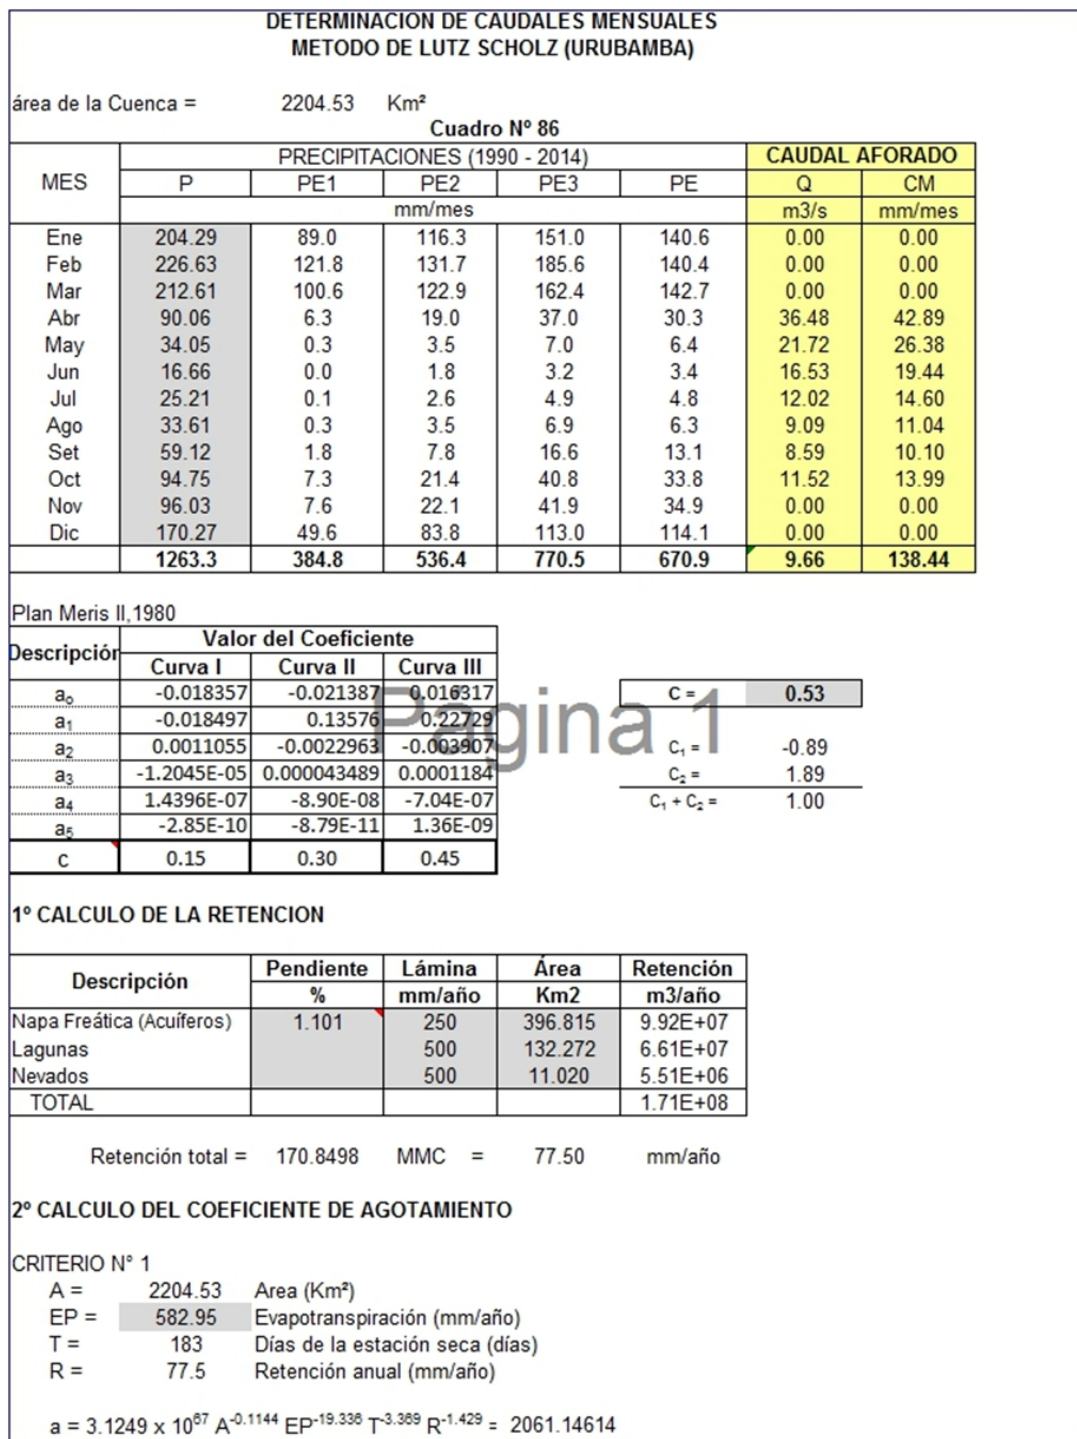 DETERMINACION DE CAUDALES MENSUALES
METODO DE LUTZ SCHOLZ (URUBAMBA)
área de la Cuenca = 2204.53 Km²
Cuadro Nº 86
MES PRECIPITACIONES (1990 - 2014) CAUDAL AFORADO
P PE1 PE2 PE3 PE Q CM
mm/mes m3/s mm/mes
Ene 204.29 89.0 116.3 151.0 140.6 0.00 0.00
Feb 226.63 121.8 131.7 185.6 140.4 0.00 0.00
Mar 212.61 100.6 122.9 162.4 142.7 0.00 0.00
Abr 90.06 6.3 19.0 37.0 30.3 36.48 42.89
May 34.05 0.3 3.5 7.0 6.4 21.72 26.38
Jun 16.66 0.0 1.8 3.2 3.4 16.53 19.44
Jul 25.21 0.1 2.6 4.9 4.8 12.02 14.60
Ago 33.61 0.3 3.5 6.9 6.3 9.09 11.04
Set 59.12 1.8 7.8 16.6 13.1 8.59 10.10
Oct 94.75 7.3 21.4 40.8 33.8 11.52 13.99
Nov 96.03 7.6 22.1 41.9 34.9 0.00 0.00
Dic 170.27 49.6 83.8 113.0 114.1 0.00 0.00
1263.3 384.8 536.4 770.5 670.9 9.66 138.44
Plan Meris II,1980
Descripción Valor del Coeficiente
Curva I Curva II Curva III
a₀ -0.018357 -0.021387 0.016317
a₁ -0.018497 0.13576 0.22729
a₂ 0.0011055 -0.0022963 -0.003907
a₃ -1.2045E-05 0.000043489 0.0001184
a₄ 1.4396E-07 -8.90E-08 -7.04E-07
a₅ -2.85E-10 -8.79E-11 1.36E-09
c 0.15 0.30 0.45
Página 1
C = 0.53
C₁ = -0.89
C₂ = 1.89
C₁ + C₂ = 1.00
1º CALCULO DE LA RETENCION
Descripción Pendiente Lámina Área Retención
% mm/año Km2 m3/año
Napa Freática (Acuíferos) 1.101 250 396.815 9.92E+07
Lagunas 500 132.272 6.61E+07
Nevados 500 11.020 5.51E+06
TOTAL 1.71E+08
Retención total = 170.8498 MMC = 77.50 mm/año
2º CALCULO DEL COEFICIENTE DE AGOTAMIENTO
CRITERIO N° 1
A = 2204.53 Area (Km²)
EP = 582.95 Evapotranspiración (mm/año)
T = 183 Días de la estación seca (días)
R = 77.5 Retención anual (mm/año)
a = 3.1249 x 10⁶⁷ A⁻⁰·¹¹⁴⁴ EP⁻¹⁹·³³⁶ T⁻³·³⁶⁹ R⁻¹·⁴²⁹ = 2061.14614